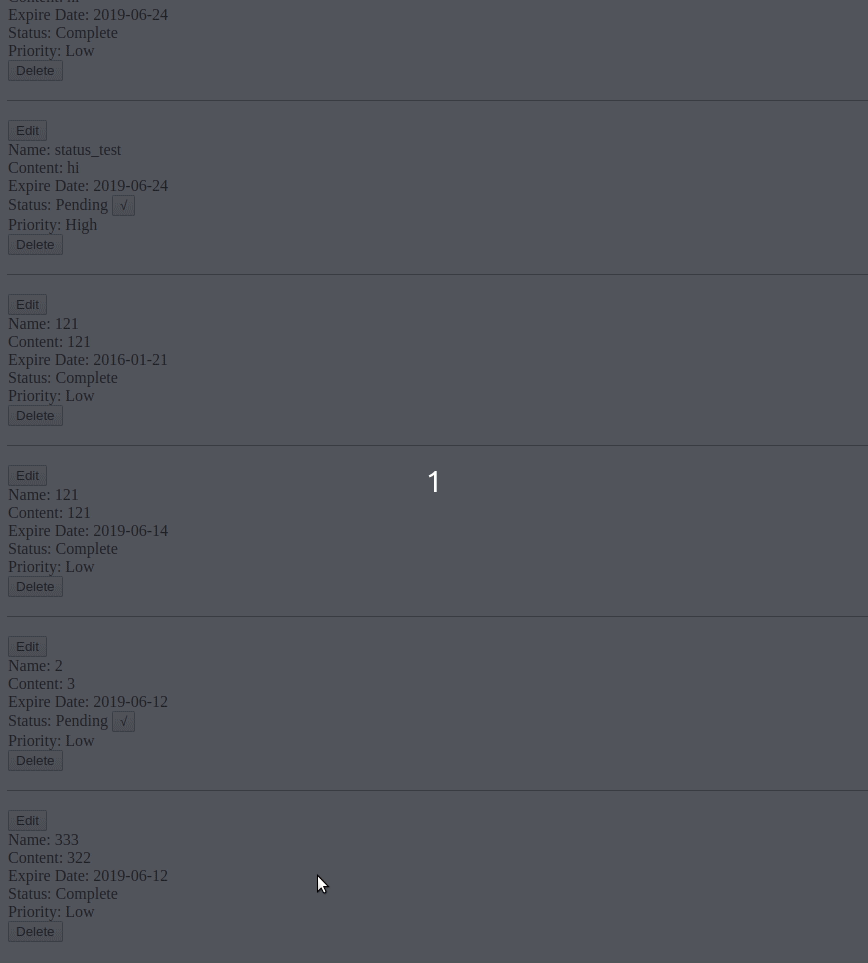 Expire Date: 2019-06-24
Status: Complete
Priority: Low
Delete
Edit
Name: status_test
Content: hi
Expire Date: 2019-06-24
Status: Pending √
Priority: High
Delete
Edit
Name: 121
Content: 121
Expire Date: 2016-01-21
Status: Complete
Priority: Low
Delete
Edit
1
Name: 121
Content: 121
Expire Date: 2019-06-14
Status: Complete
Priority: Low
Delete
Edit
Name: 2
Content: 3
Expire Date: 2019-06-12
Status: Pending √
Priority: Low
Delete
Edit
Name: 333
Content: 322
Expire Date: 2019-06-12
Status: Complete
Priority: Low
Delete